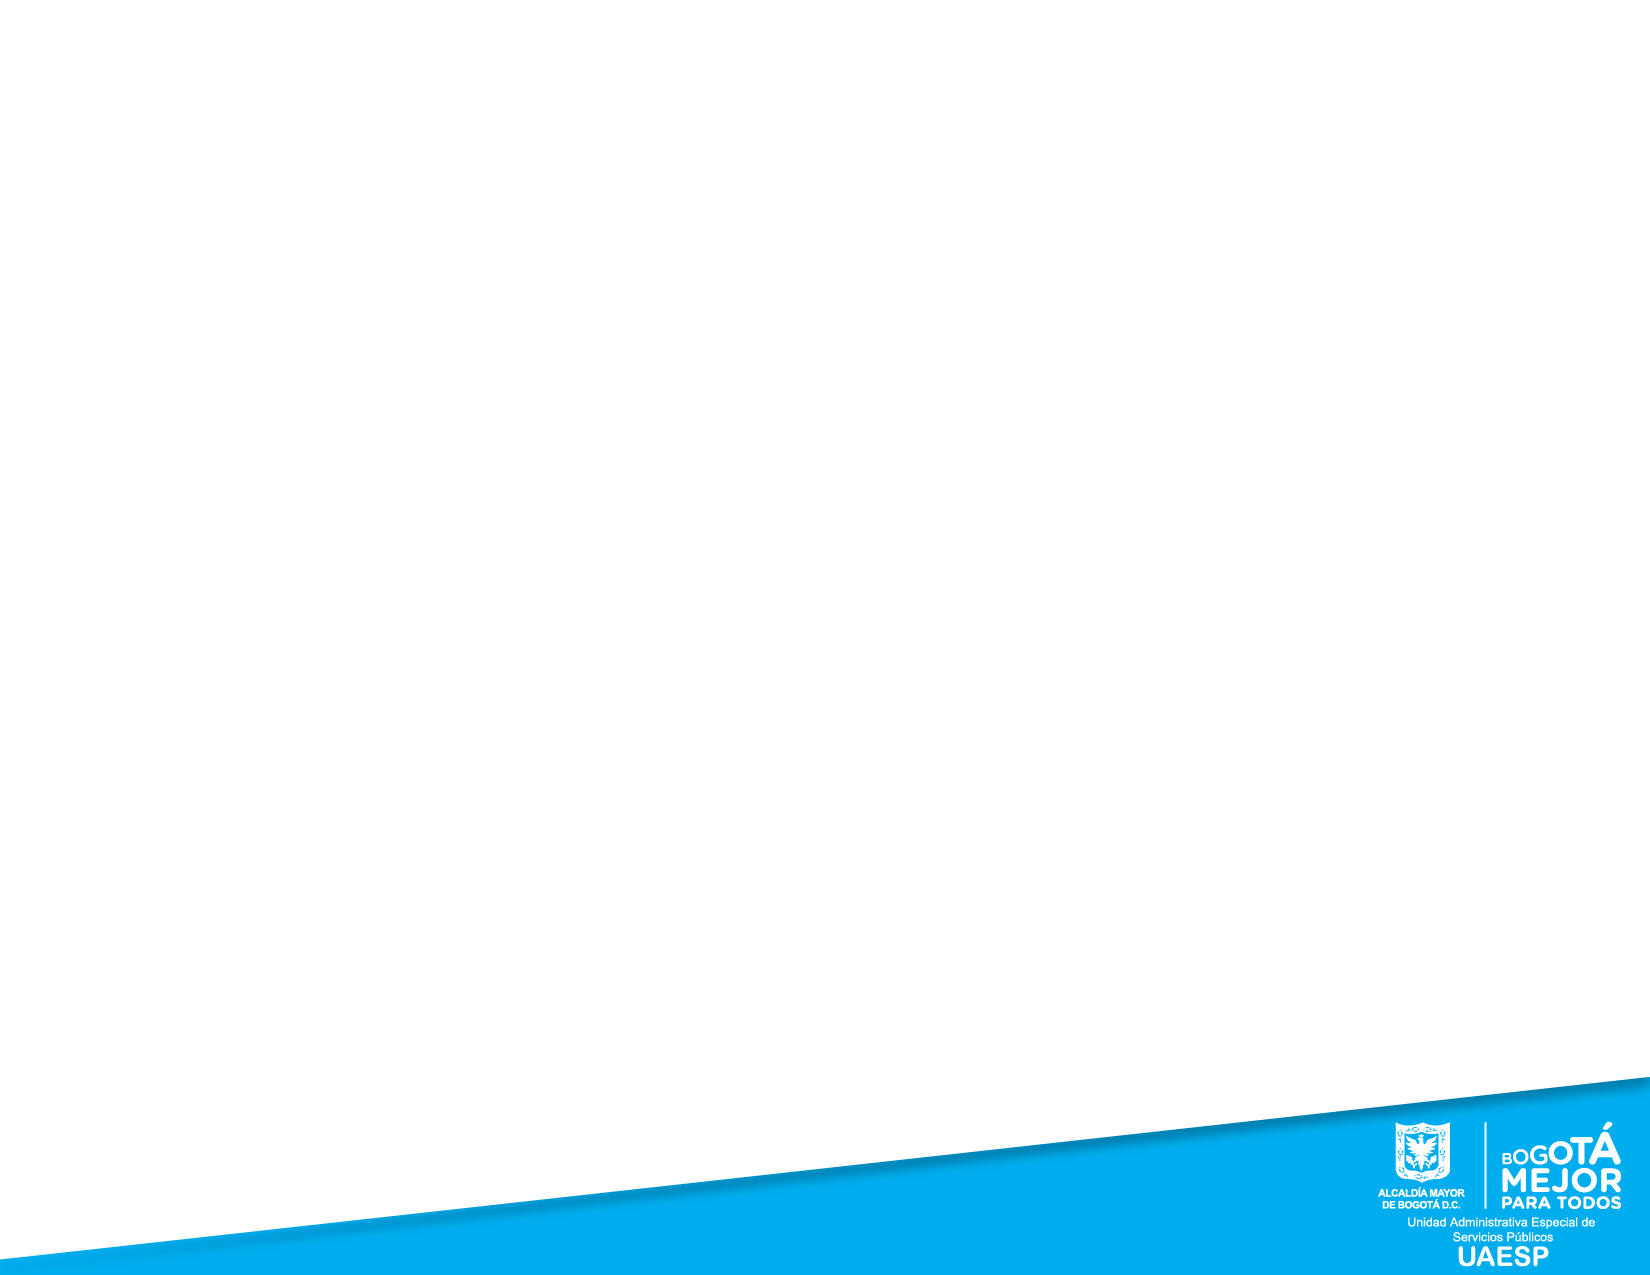 ALCALDÍA MAYOR
DE BOGOTÁ D.C.
BOGOTÁ
MEJOR
PARA TODOS
Unidad Administrativa Especial de
Servicios Públicos
UAESP